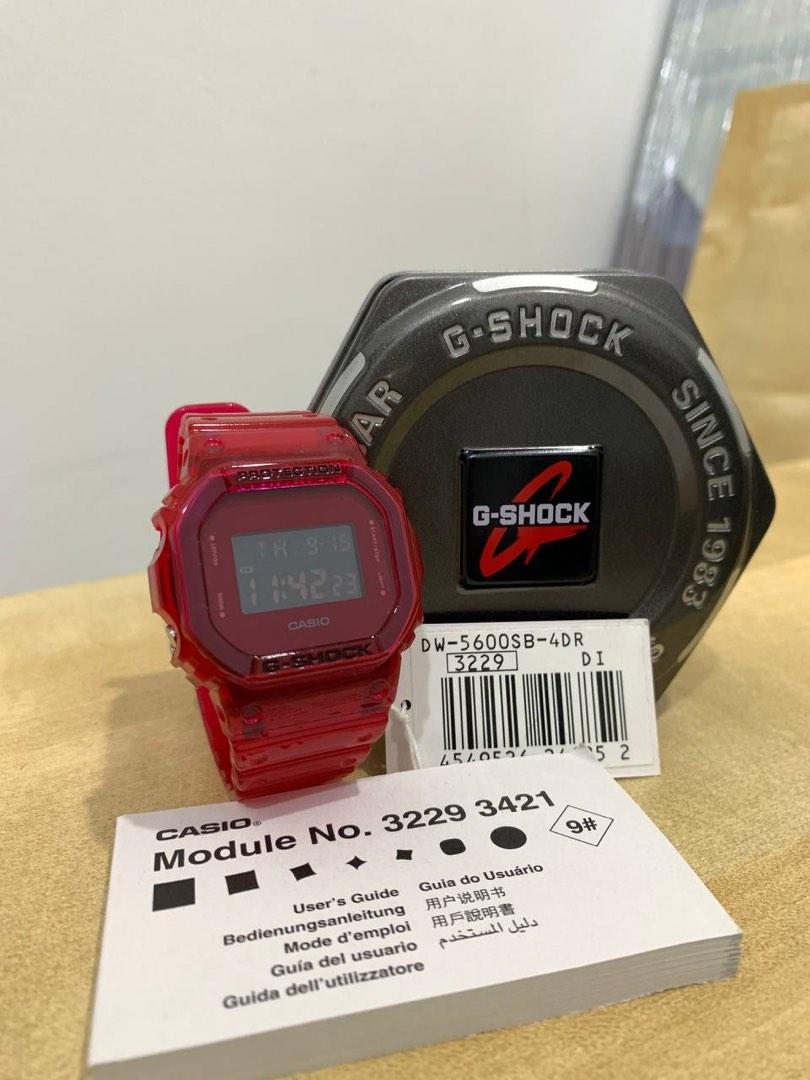 G-SHOCK
SINCE 1983
G-SHOCK
PROTECTION
TH 9-15
11:42 23
CASIO
G-SHOCK
DW-5600SB-4DR
3229 DI
CASIO®
Module No. 3229 3421
9#
User's Guide
Bedienungsanleitung
Mode d'emploi
Guía del usuario
Guida dell'utilizzatore
Guia do Usuário
用户说明书
用戶說明書
دليل المستخدم